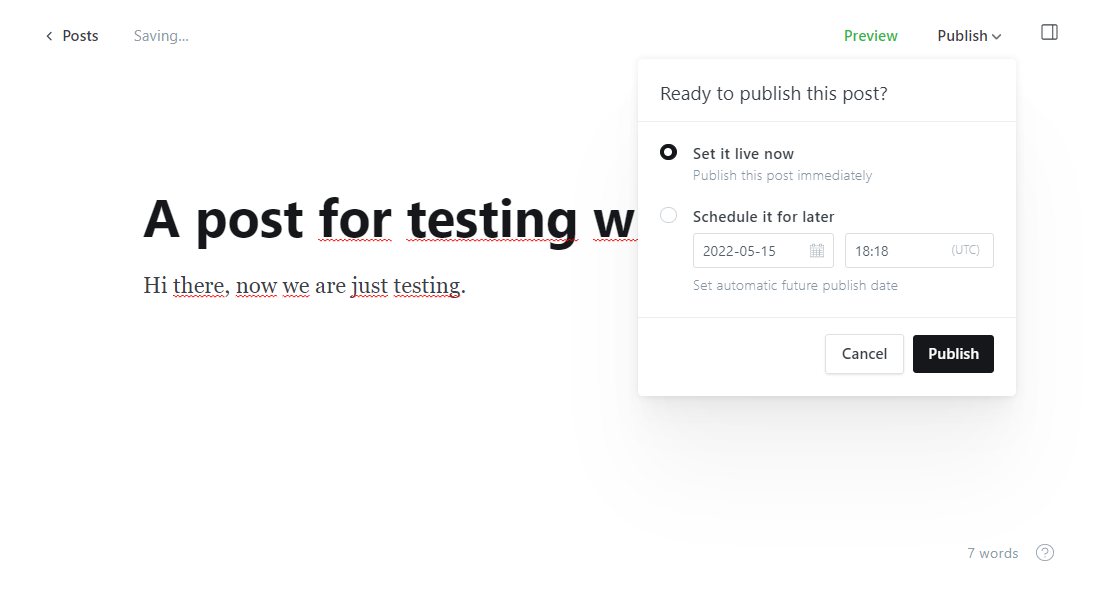 Posts Saving... Preview Publish
Ready to publish this post?
Set it live now
Publish this post immediately
A post for testing w
Schedule it for later
2022-05-15 18:18 (UTC)
Hi there, now we are just testing.
Set automatic future publish date
Cancel Publish
7 words ?